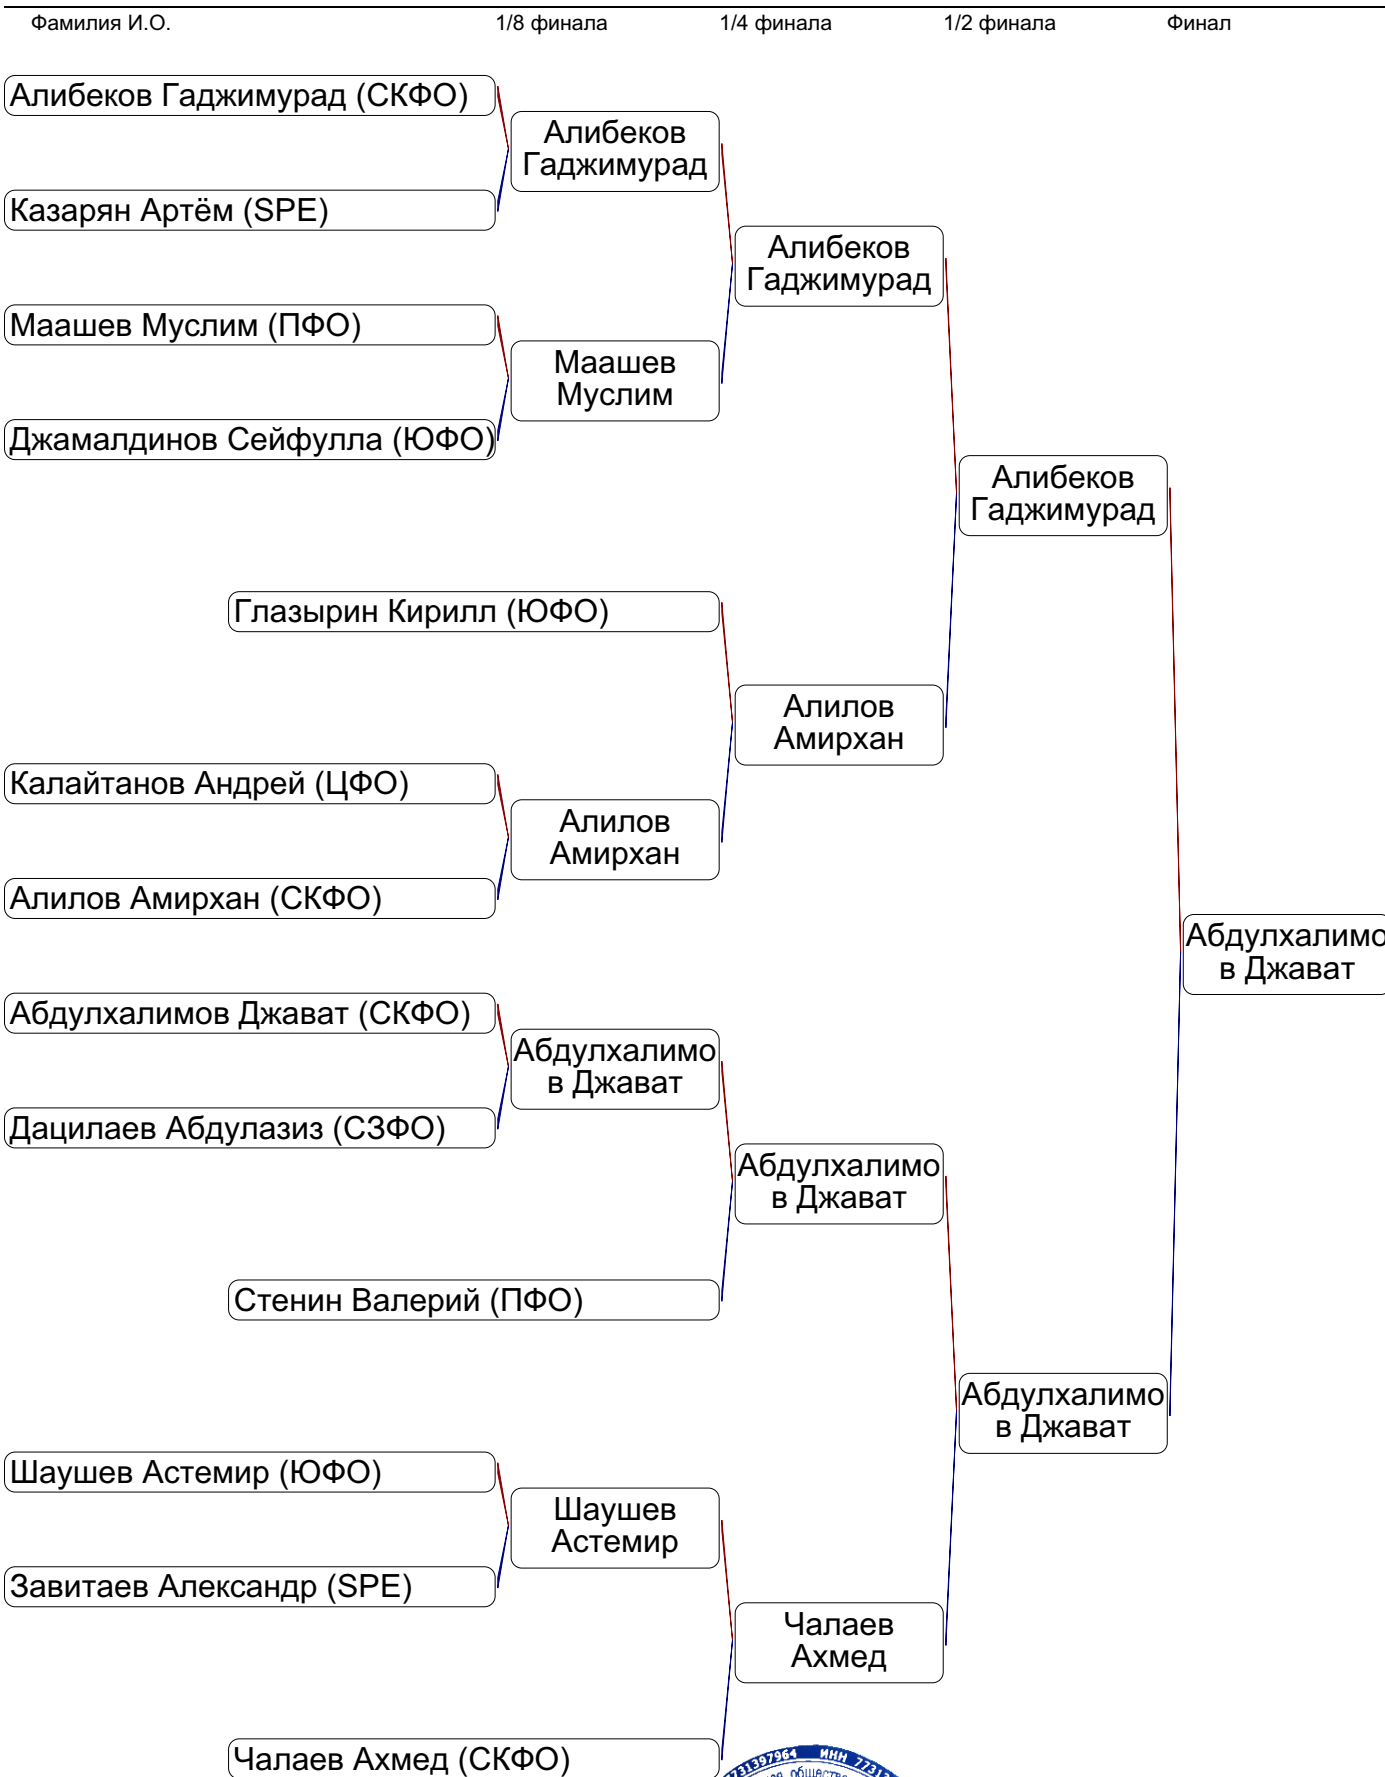 Фамилия И.О. 1/8 финала 1/4 финала 1/2 финала Финал
Алибеков Гаджимурад (СКФО)
Алибеков
Гаджимурад
Казарян Артём (SPE)
Алибеков
Гаджимурад
Маашев Муслим (ПФО)
Маашев
Муслим
Джамалдинов Сейфулла (ЮФО)
Алибеков
Гаджимурад
Глазырин Кирилл (ЮФО)
Алилов
Амирхан
Калайтанов Андрей (ЦФО)
Алилов
Амирхан
Алилов Амирхан (СКФО)
Абдулхалимо
в Джават
Абдулхалимов Джават (СКФО)
Абдулхалимо
в Джават
Дацилаев Абдулазиз (СЗФО)
Абдулхалимо
в Джават
Стенин Валерий (ПФО)
Абдулхалимо
в Джават
Шаушев Астемир (ЮФО)
Шаушев
Астемир
Завитаев Александр (SPE)
Чалаев
Ахмед
Чалаев Ахмед (СКФО)